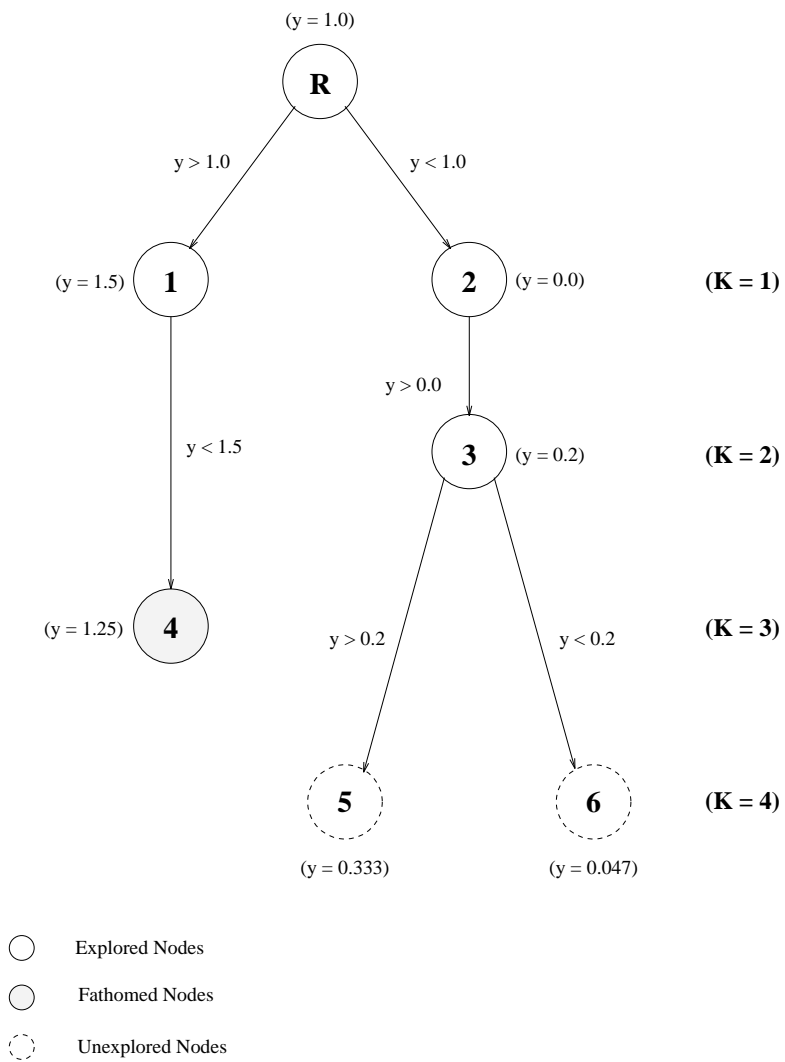 (y = 1.0)
R
y > 1.0
y < 1.0
(y = 1.5)
1
2
(y = 0.0)
(K = 1)
y > 0.0
y < 1.5
3
(y = 0.2)
(K = 2)
(y = 1.25)
4
y > 0.2
y < 0.2
(K = 3)
5
6
(K = 4)
(y = 0.333)
(y = 0.047)
Explored Nodes
Fathomed Nodes
Unexplored Nodes